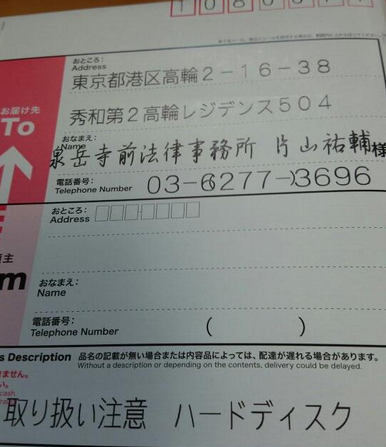 おところ:
Address
東京都港区高輪2-16-38
お届け先
To
秀和第2高輪レジデンス504
おなまえ:
Name
泉岳寺前法律事務所 片山祐輔様
電話番号:
Telephone Number
03-6277-3696
おところ:
Address
おなまえ:
Name
電話番号:
Telephone Number
( )
Description 品名の記載が無い場合または内容品によっては、配達が遅れる場合があります。
Without a description or depending on the contents, delivery could be delayed.
取り扱い注意 ハードディスク